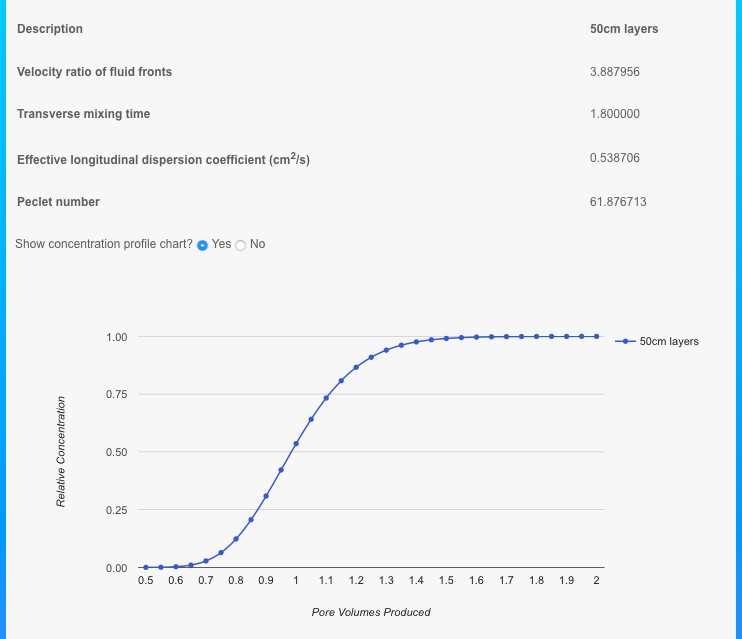 Description 50cm layers
Velocity ratio of fluid fronts 3.887956
Transverse mixing time 1.800000
Effective longitudinal dispersion coefficient (cm²/s) 0.538706
Peclet number 61.876713
Show concentration profile chart? Yes No
1.00
0.75
0.50
0.25
0.00
Relative Concentration
50cm layers
0.5 0.6 0.7 0.8 0.9 1 1.1 1.2 1.3 1.4 1.5 1.6 1.7 1.8 1.9 2
Pore Volumes Produced